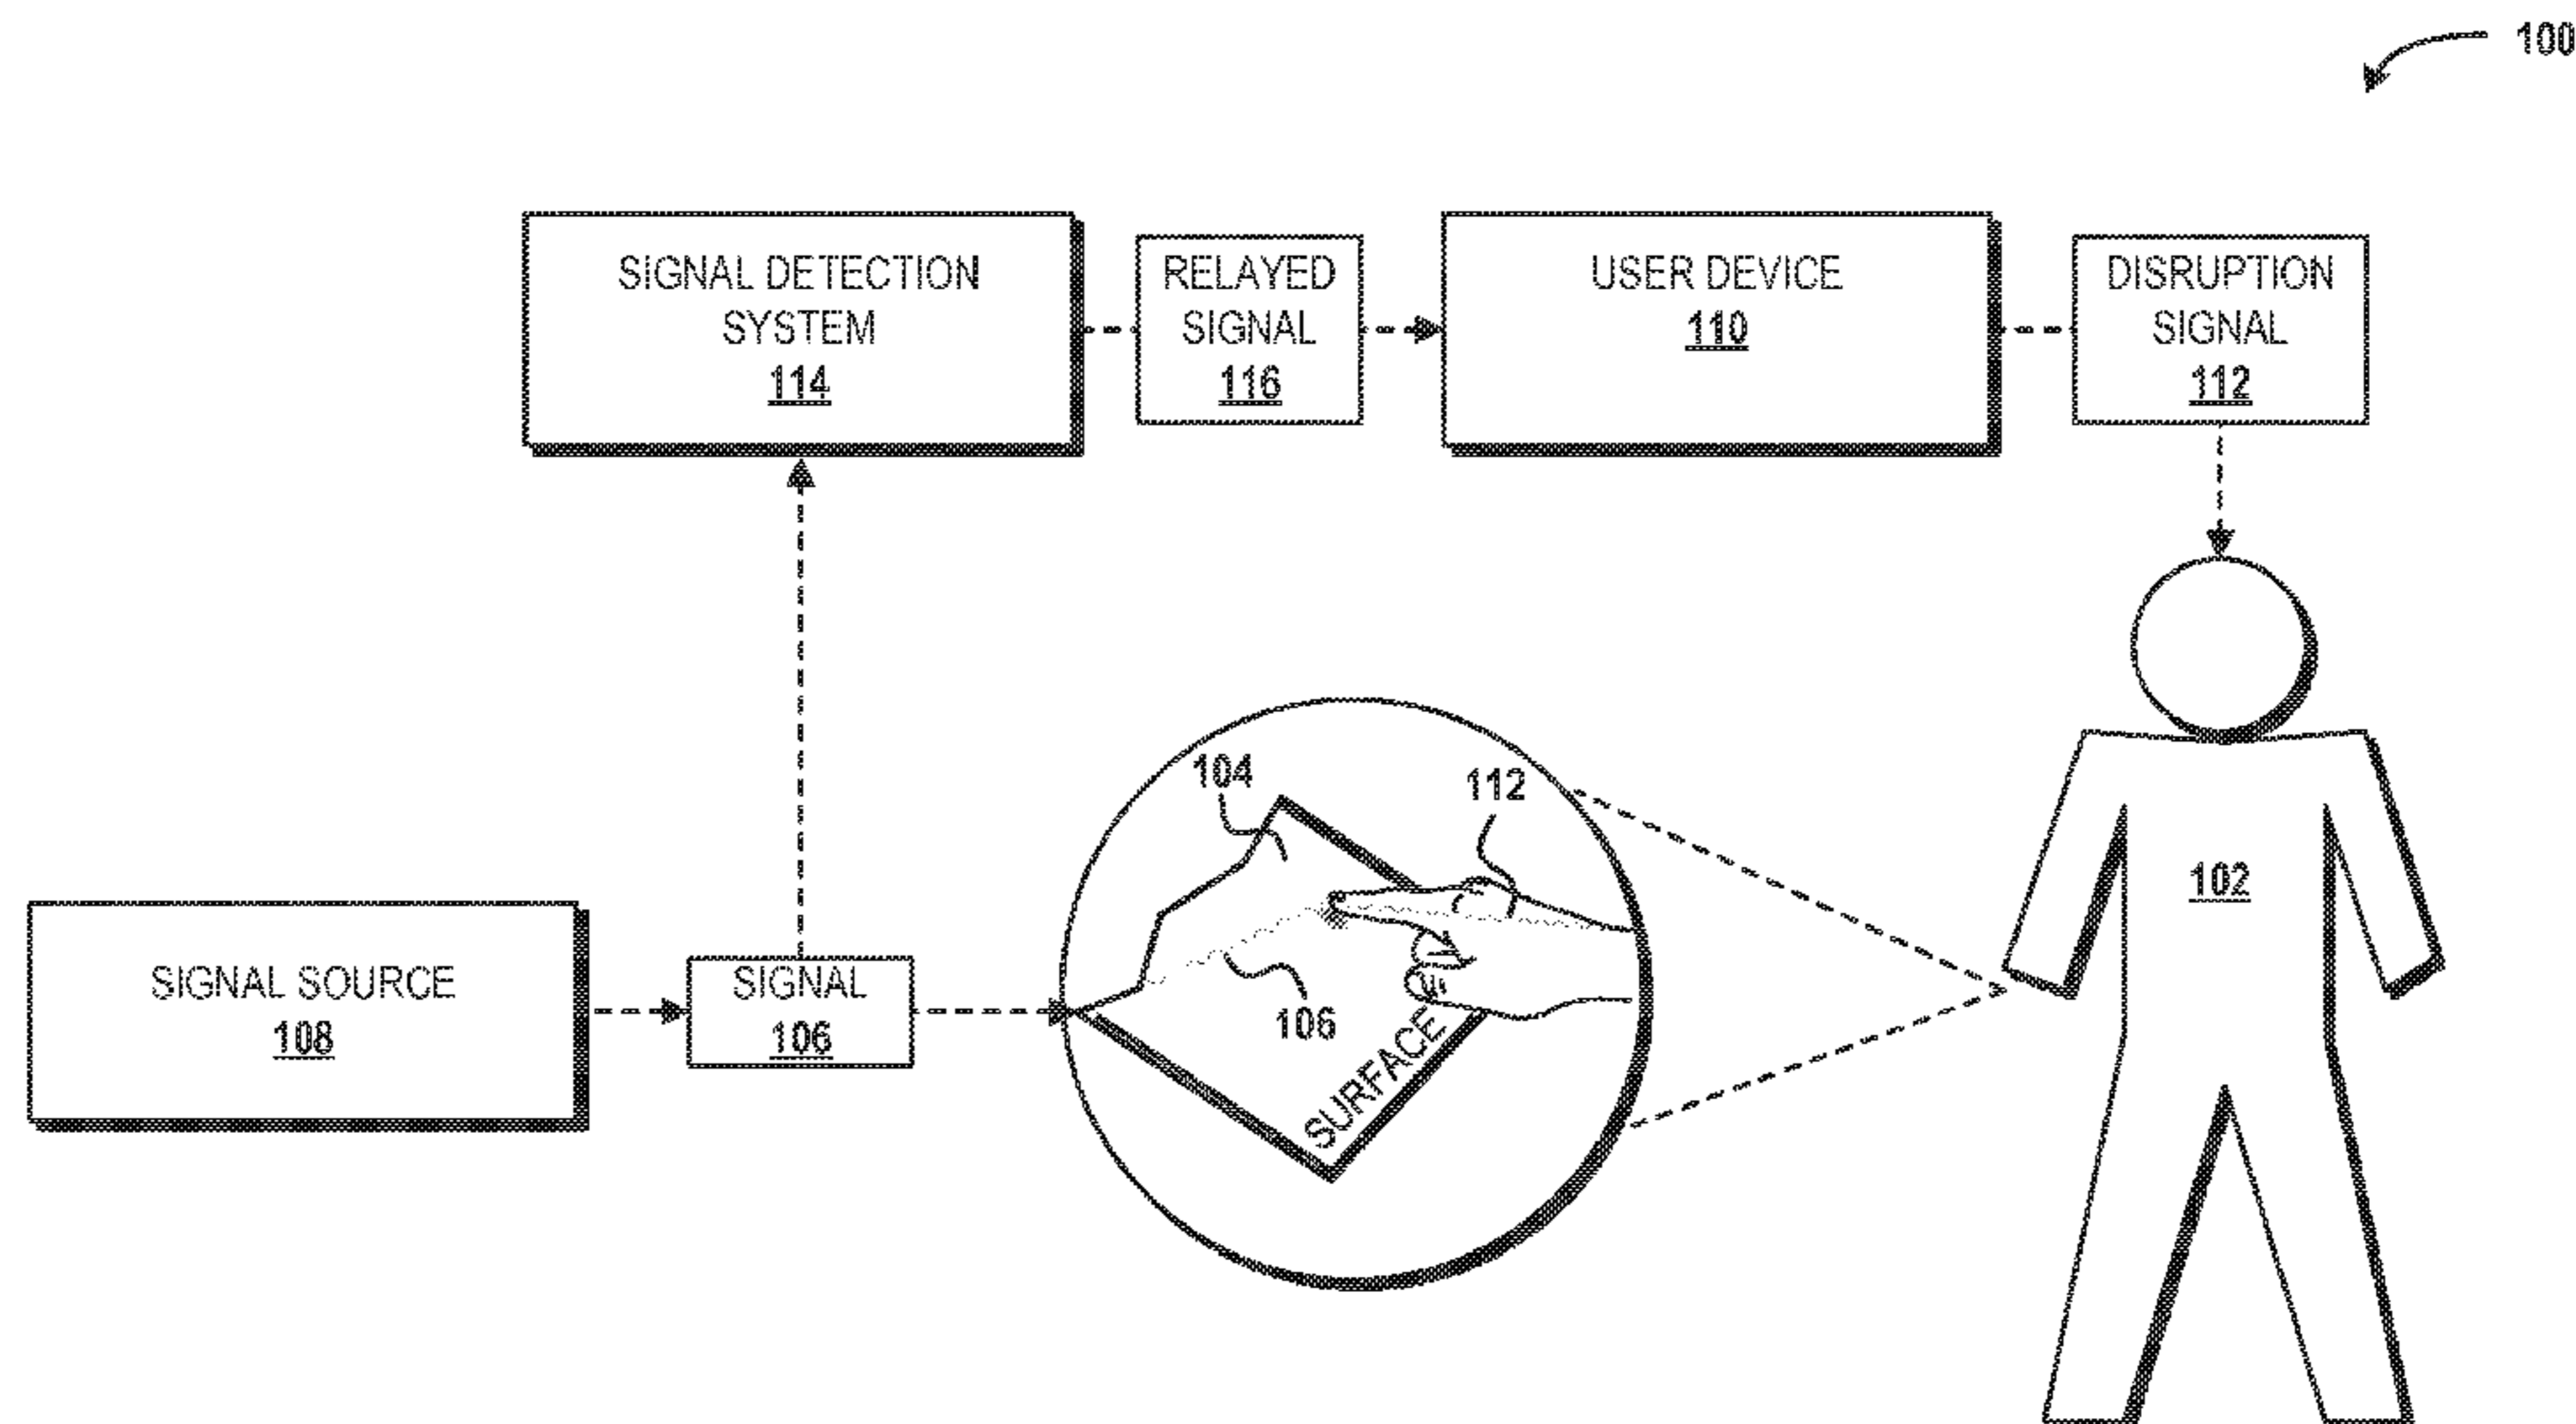 100
SIGNAL DETECTION
SYSTEM
114
RELAYED
SIGNAL
116
USER DEVICE
110
DISRUPTION
SIGNAL
112
104
112
102
SIGNAL SOURCE
108
SIGNAL
106
106
SURFACE